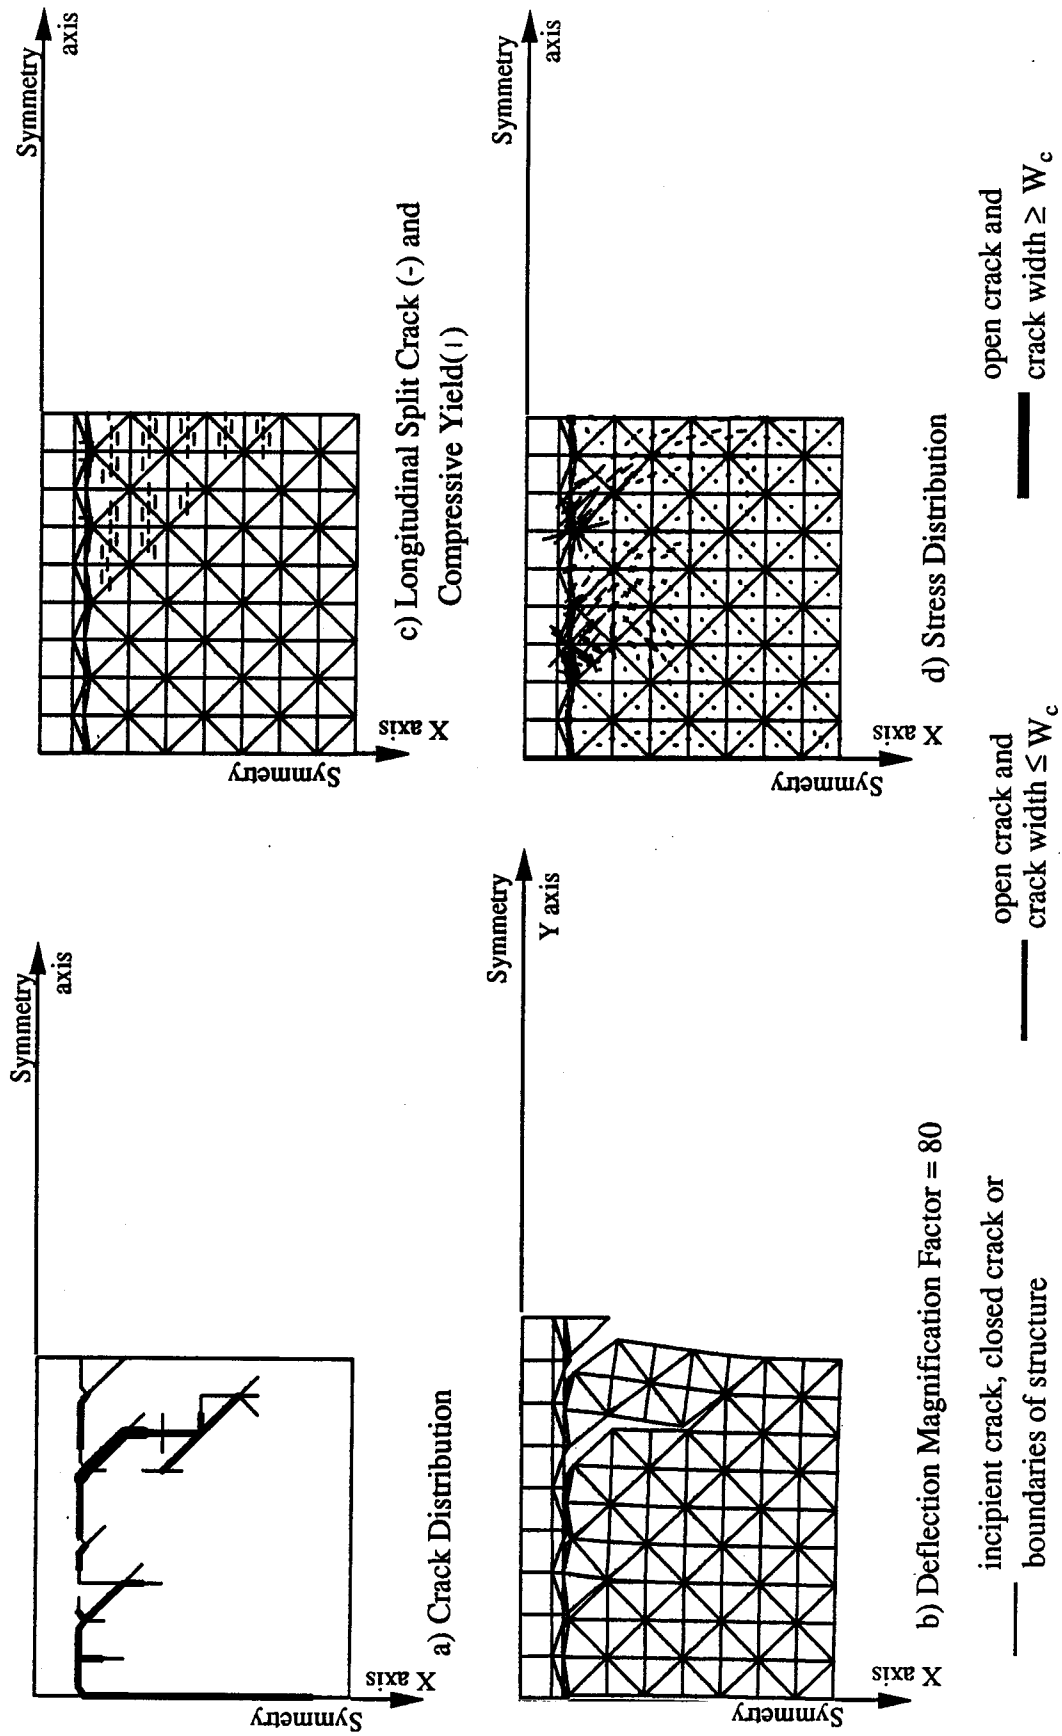 Symmetry
axis
Symmetry
X axis
a) Crack Distribution
Symmetry
axis
Symmetry
X axis
c) Longitudinal Split Crack (-) and
Compressive Yield(I)
Symmetry
Y axis
Symmetry
X axis
b) Deflection Magnification Factor = 80
Symmetry
axis
Symmetry
X axis
d) Stress Distribution
incipient crack, closed crack or
boundaries of structure
open crack and
crack width ≤ Wc
open crack and
crack width ≥ Wc